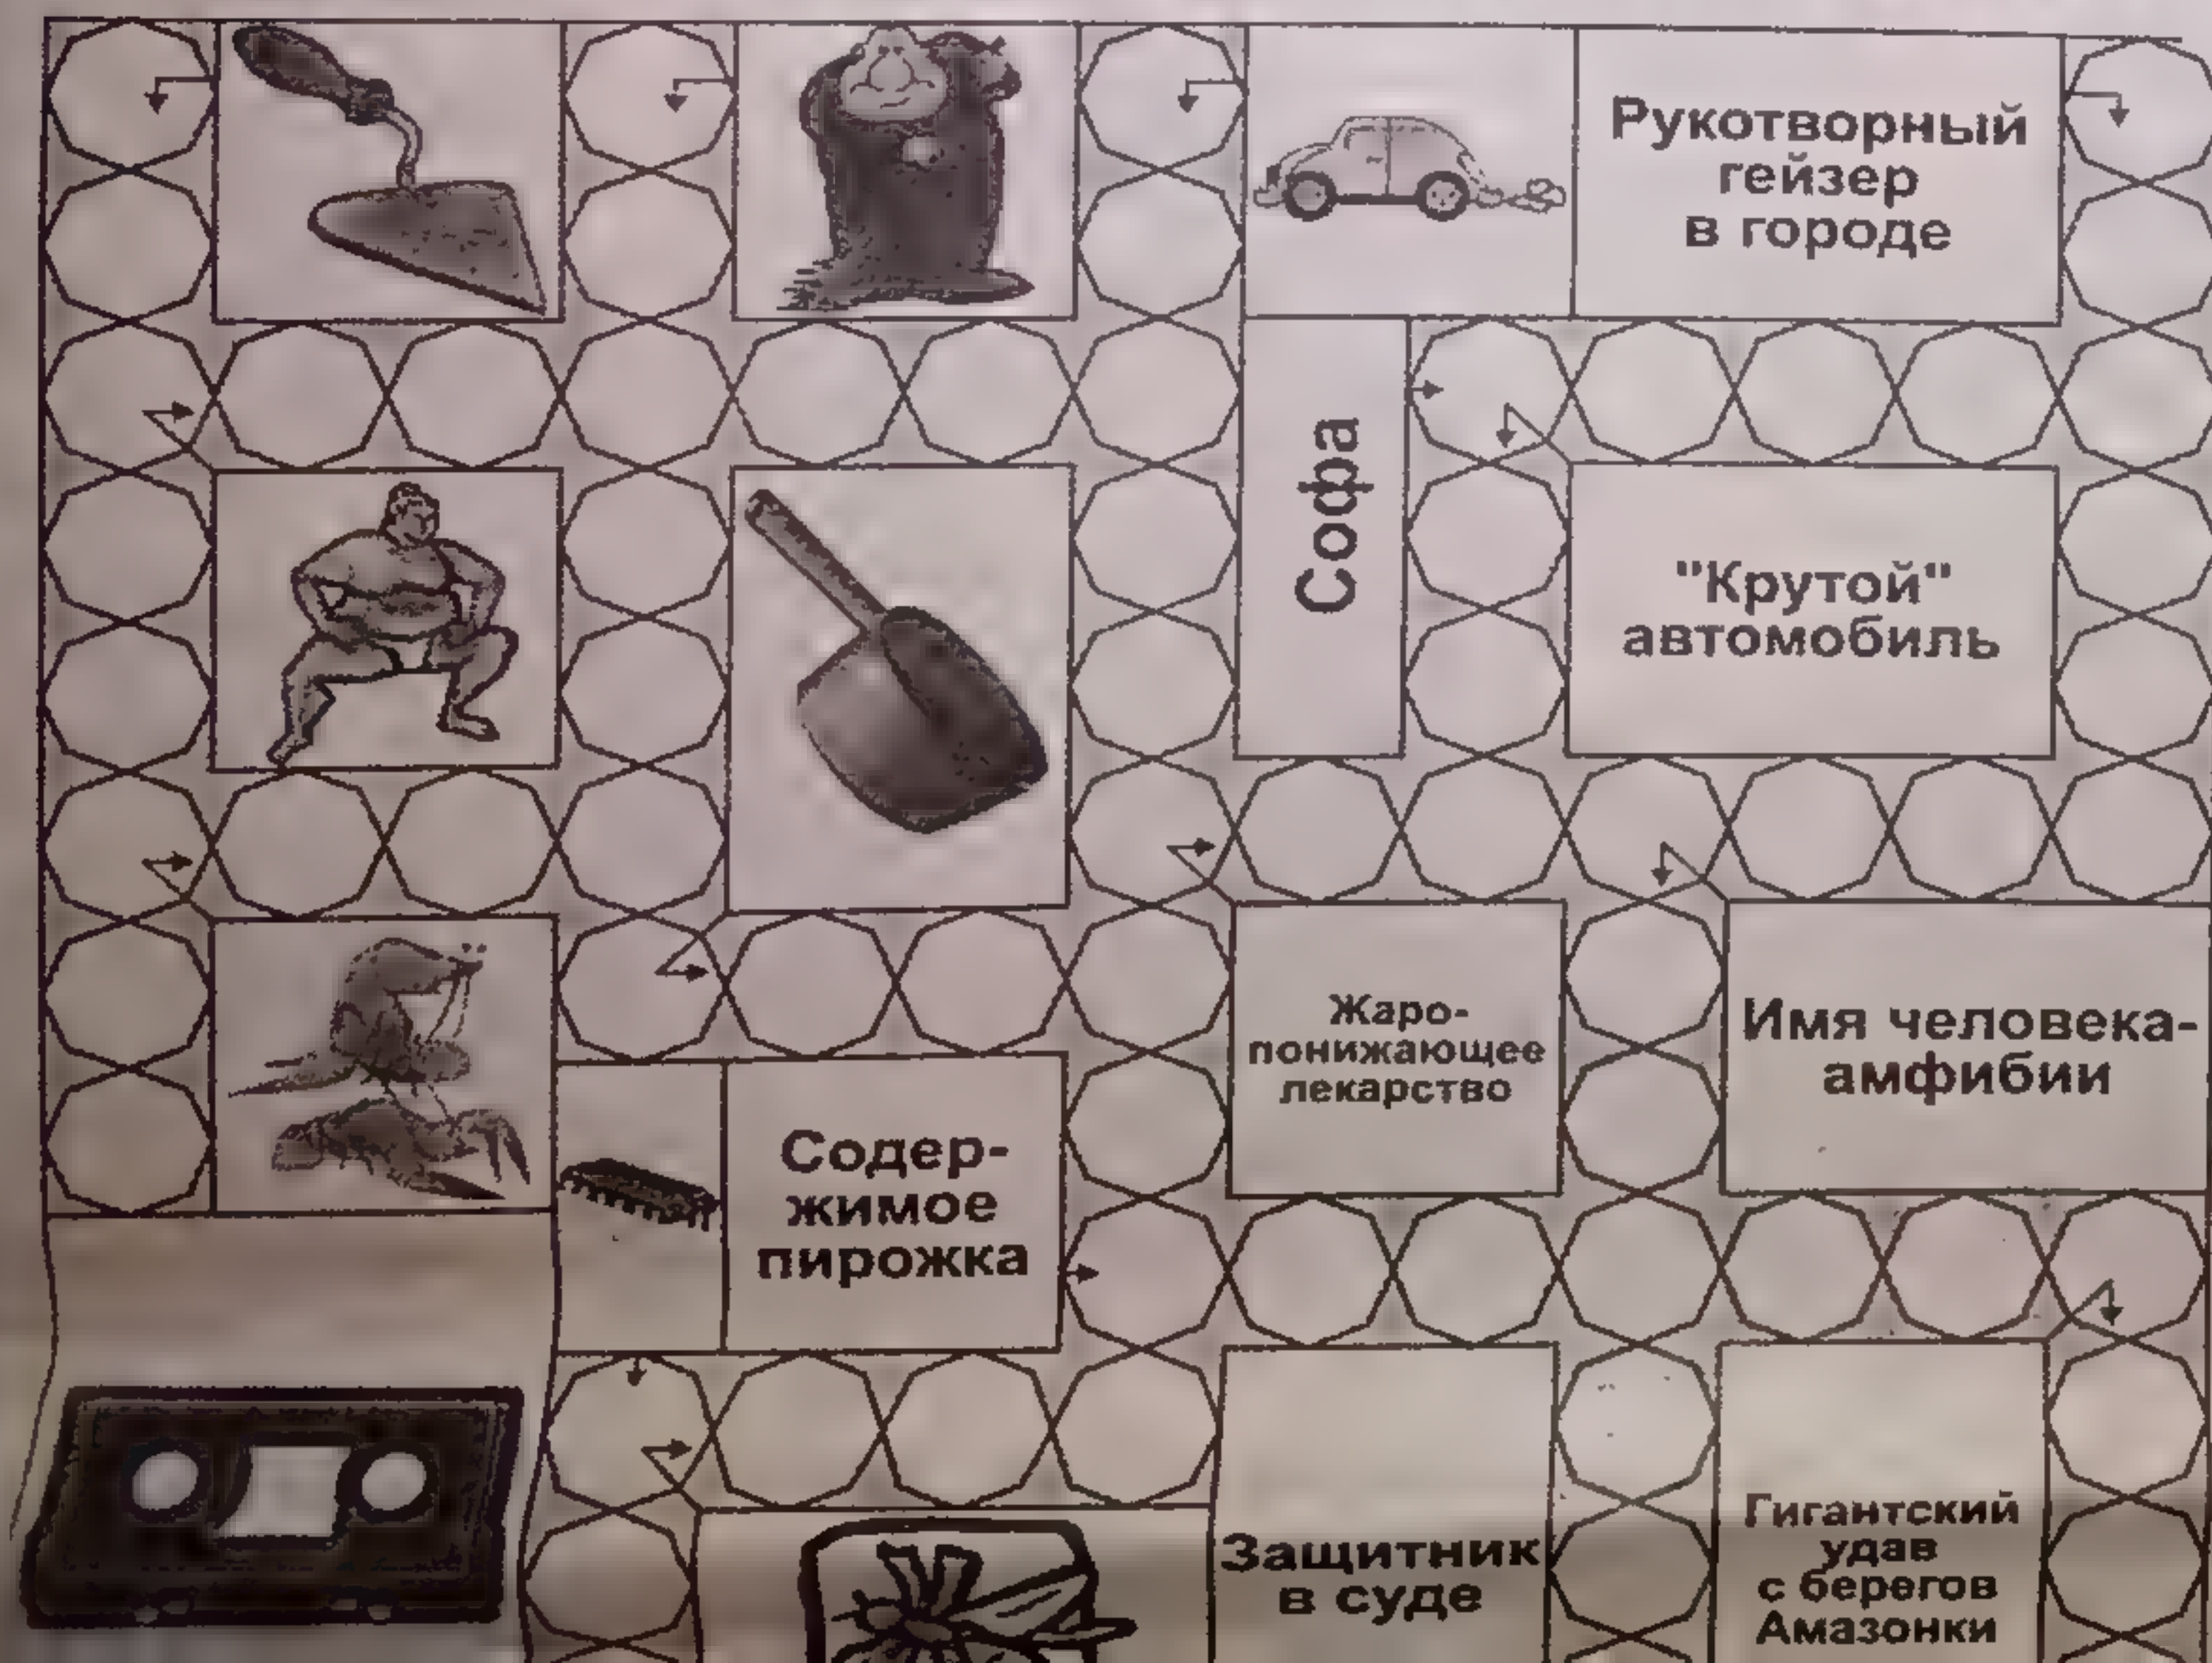 Рукотворный
гейзер
в городе
Софа
"Крутой"
автомобиль
Жаро-
понижающее
лекарство
Имя человека-
амфибии
Содер-
жимое
пирожка
Защитник
в суде
Гигантский
удав
с берегов
Амазонки